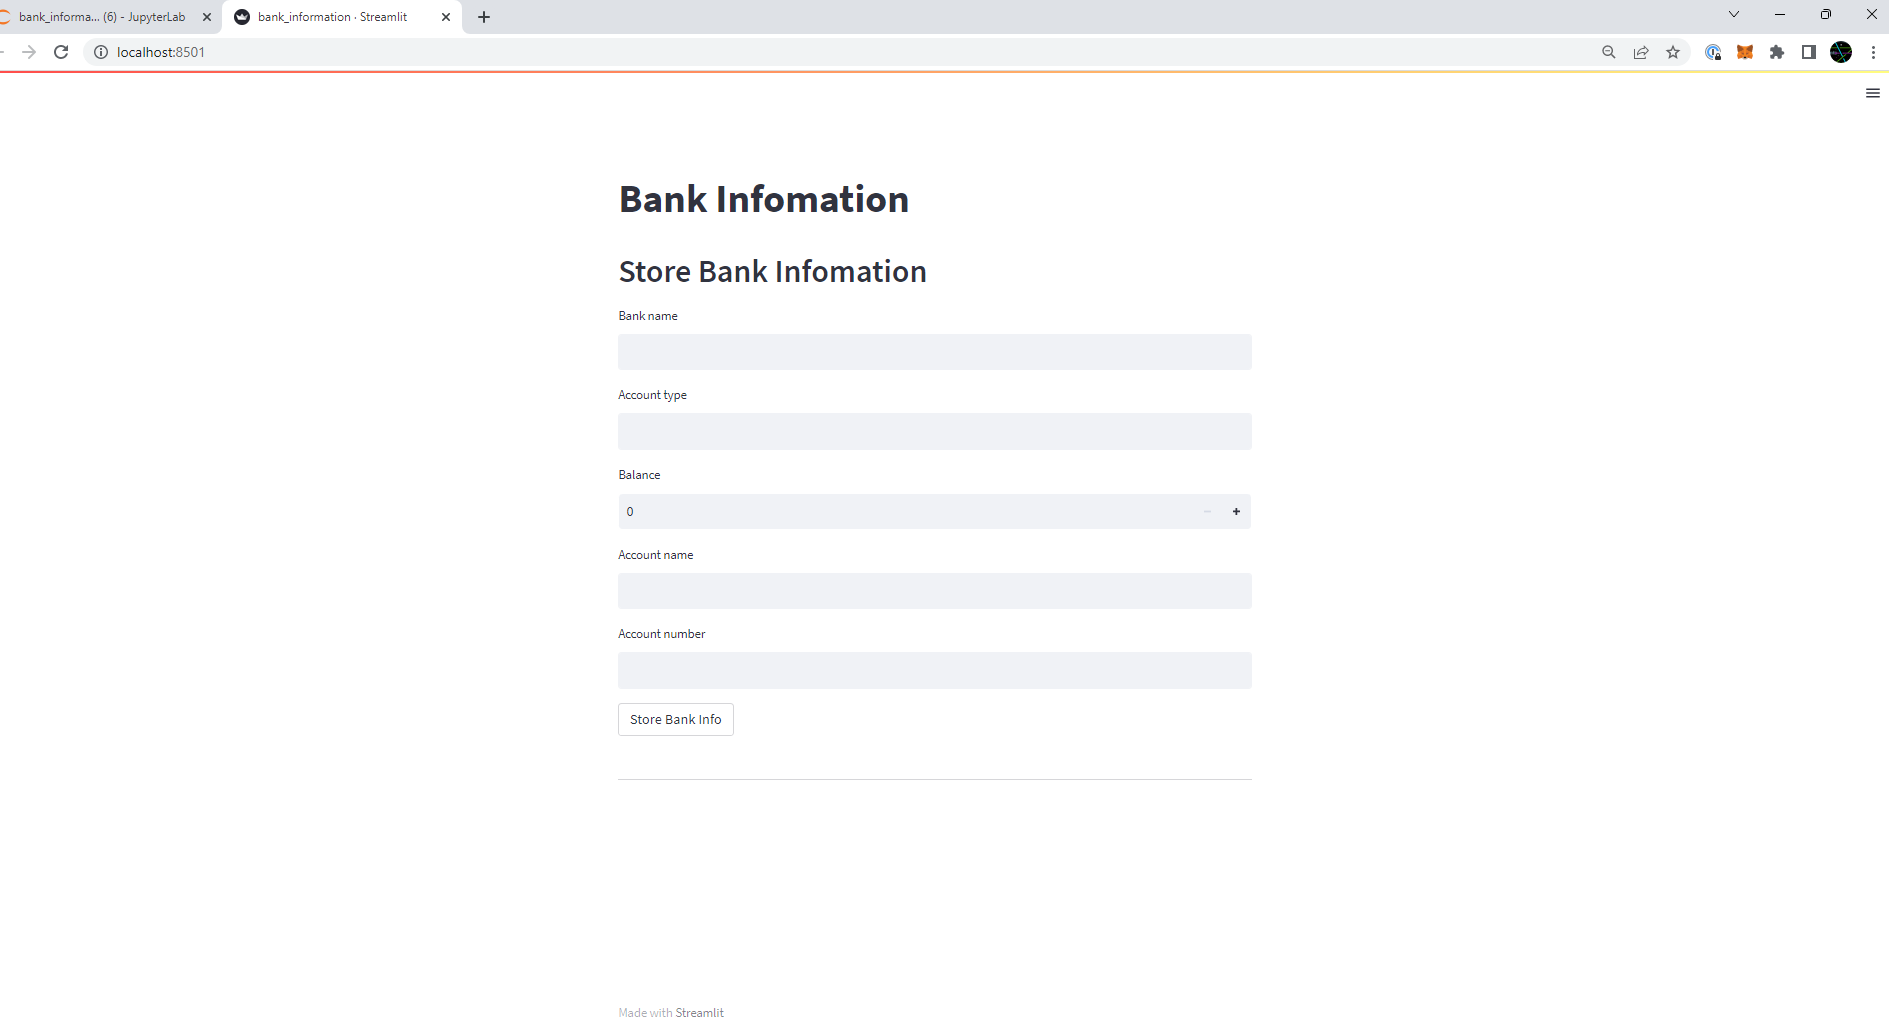 bank_informa... (6) - JupyterLab
bank_information · Streamlit
localhost:8501
Bank Infomation
Store Bank Infomation
Bank name
Account type
Balance
0
Account name
Account number
Store Bank Info
Made with Streamlit